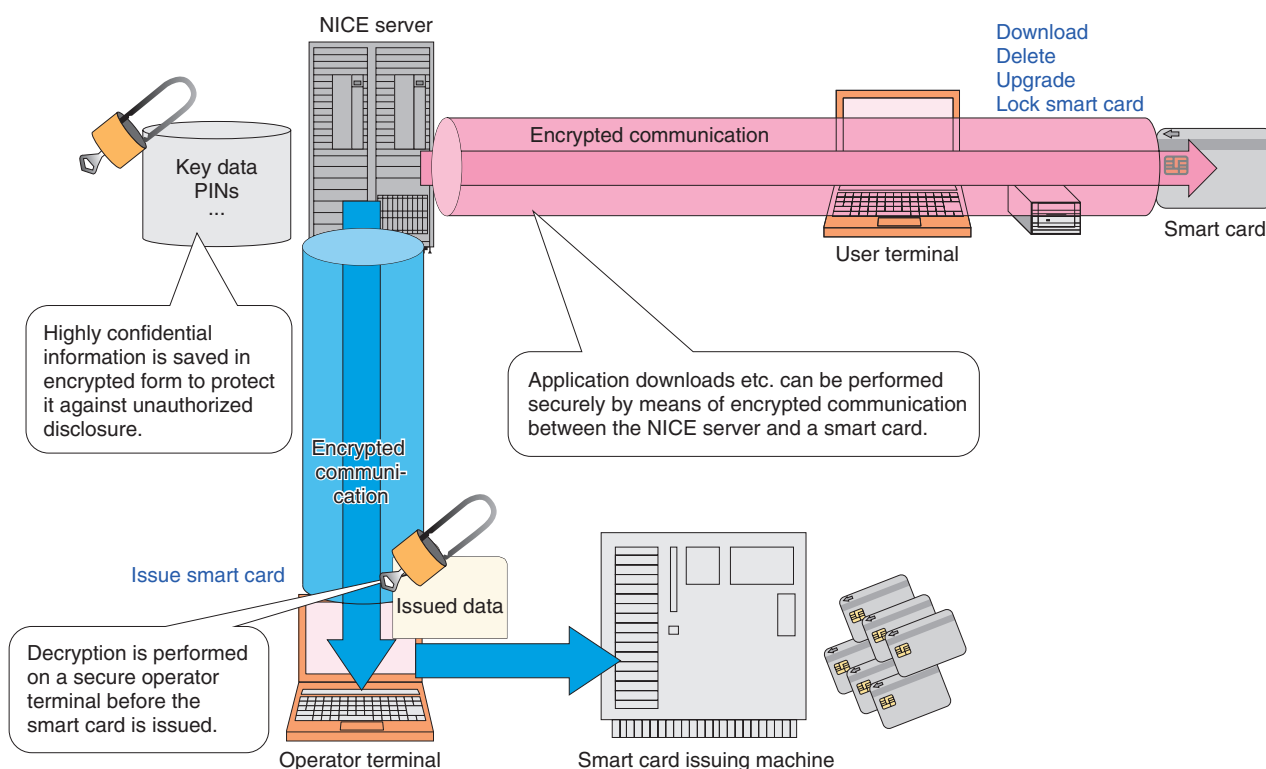 NICE server
Download
Delete
Upgrade
Lock smart card
Encrypted communication
Key data
PINs
...
Smart card
User terminal
Highly confidential
information is saved in
encrypted form to protect
it against unauthorized
disclosure.
Application downloads etc. can be performed
securely by means of encrypted communication
between the NICE server and a smart card.
Encrypted
communi-
cation
Issue smart card
Issued data
Decryption is performed
on a secure operator
terminal before the
smart card is issued.
Operator terminal
Smart card issuing machine